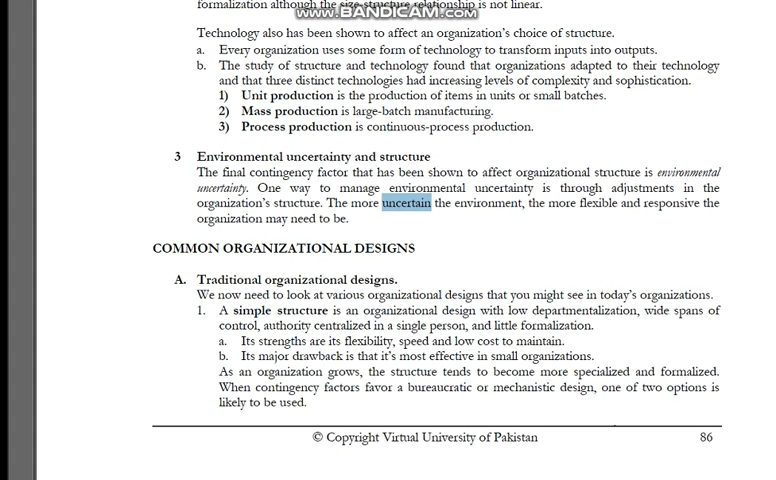 formalization although the size-structure relationship is not linear.
www.BANDICAM.com
Technology also has been shown to affect an organization's choice of structure.
a. Every organization uses some form of technology to transform inputs into outputs.
b. The study of structure and technology found that organizations adapted to their technology
and that three distinct technologies had increasing levels of complexity and sophistication.
1) Unit production is the production of items in units or small batches.
2) Mass production is large-batch manufacturing.
3) Process production is continuous-process production.
3 Environmental uncertainty and structure
The final contingency factor that has been shown to affect organizational structure is environmental
uncertainty. One way to manage environmental uncertainty is through adjustments in the
organization's structure. The more uncertain the environment, the more flexible and responsive the
organization may need to be.
COMMON ORGANIZATIONAL DESIGNS
A. Traditional organizational designs.
We now need to look at various organizational designs that you might see in today's organizations.
1. A simple structure is an organizational design with low departmentalization, wide spans of
control, authority centralized in a single person, and little formalization.
a. Its strengths are its flexibility, speed and low cost to maintain.
b. Its major drawback is that it's most effective in small organizations.
As an organization grows, the structure tends to become more specialized and formalized.
When contingency factors favor a bureaucratic or mechanistic design, one of two options is
likely to be used.
© Copyright Virtual University of Pakistan 86